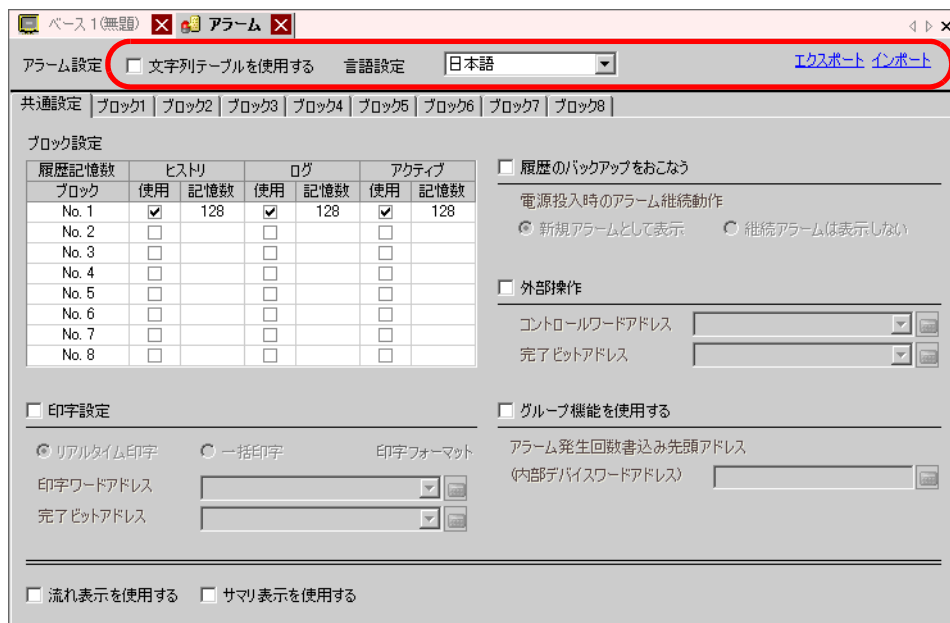 ベース 1(無題) アラーム
アラーム設定 文字列テーブルを使用する 言語設定 日本語 エクスポート インポート
共通設定 ブロック1 ブロック2 ブロック3 ブロック4 ブロック5 ブロック6 ブロック7 ブロック8
ブロック設定
履歴記憶数 ヒストリ ログ アクティブ
ブロック 使用 記憶数 使用 記憶数 使用 記憶数
No. 1 128 128 128
No. 2
No. 3
No. 4
No. 5
No. 6
No. 7
No. 8
履歴のバックアップをおこなう
電源投入時のアラーム継続動作
新規アラームとして表示 継続アラームは表示しない
外部操作
コントロールワードアドレス
完了ビットアドレス
印字設定
リアルタイム印字 一括印字 印字フォーマット
印字ワードアドレス
完了ビットアドレス
グループ機能を使用する
アラーム発生回数書込み先頭アドレス
(内部デバイスワードアドレス)
流れ表示を使用する サマリ表示を使用する